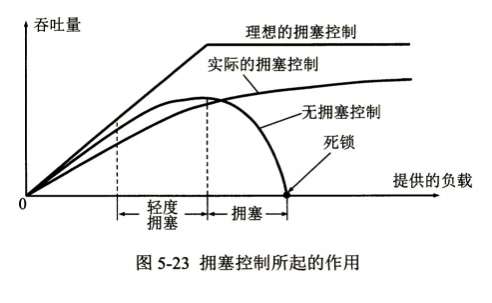 吞吐量
理想的拥塞控制
实际的拥塞控制
无拥塞控制
死锁
提供的负载
0
轻度
拥塞
拥塞
图 5-23 拥塞控制所起的作用